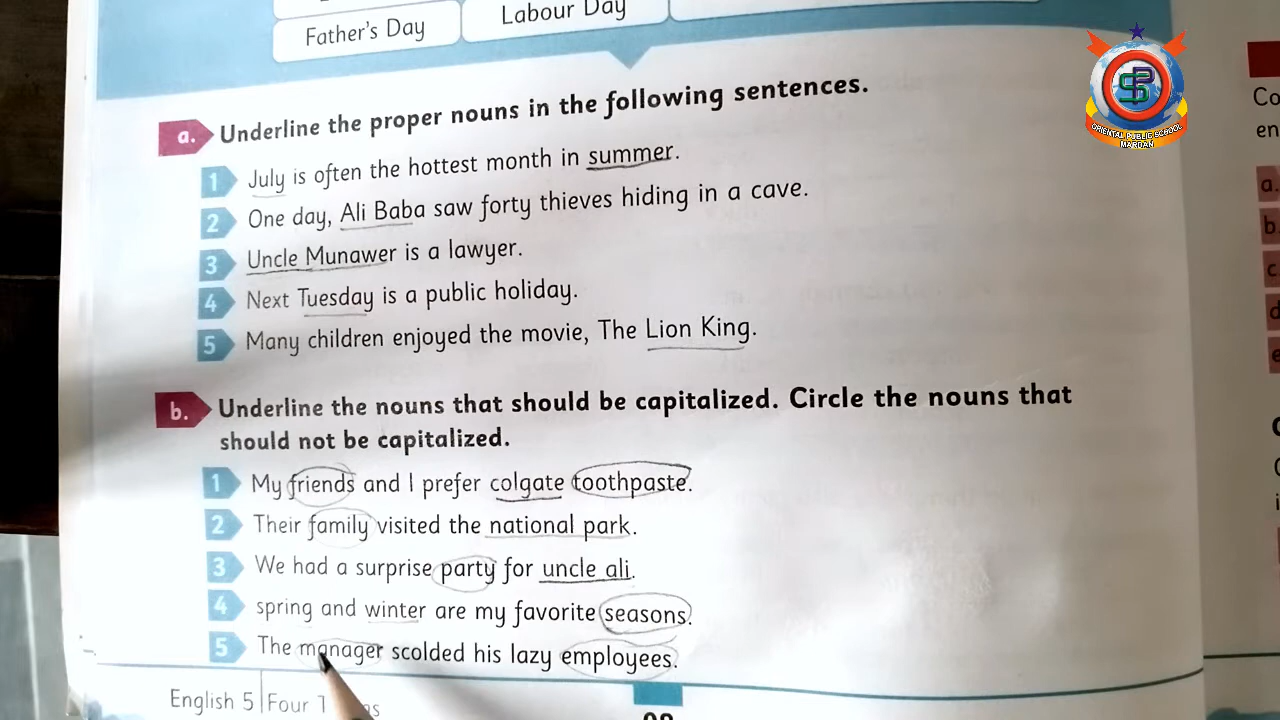 Father's Day
Labour Day
a. Underline the proper nouns in the following sentences.
1 July is often the hottest month in summer.
2 One day, Ali Baba saw forty thieves hiding in a cave.
3 Uncle Munawer is a lawyer.
4 Next Tuesday is a public holiday.
5 Many children enjoyed the movie, The Lion King.
b. Underline the nouns that should be capitalized. Circle the nouns that
should not be capitalized.
1 My friends and I prefer colgate toothpaste.
2 Their family visited the national park.
3 We had a surprise party for uncle ali.
4 spring and winter are my favorite seasons.
5 The manager scolded his lazy employees.
English 5 Four
ORIENTAL PUBLIC SCHOOL
MARDAN
Co
en
a.
b.
c.
d
e